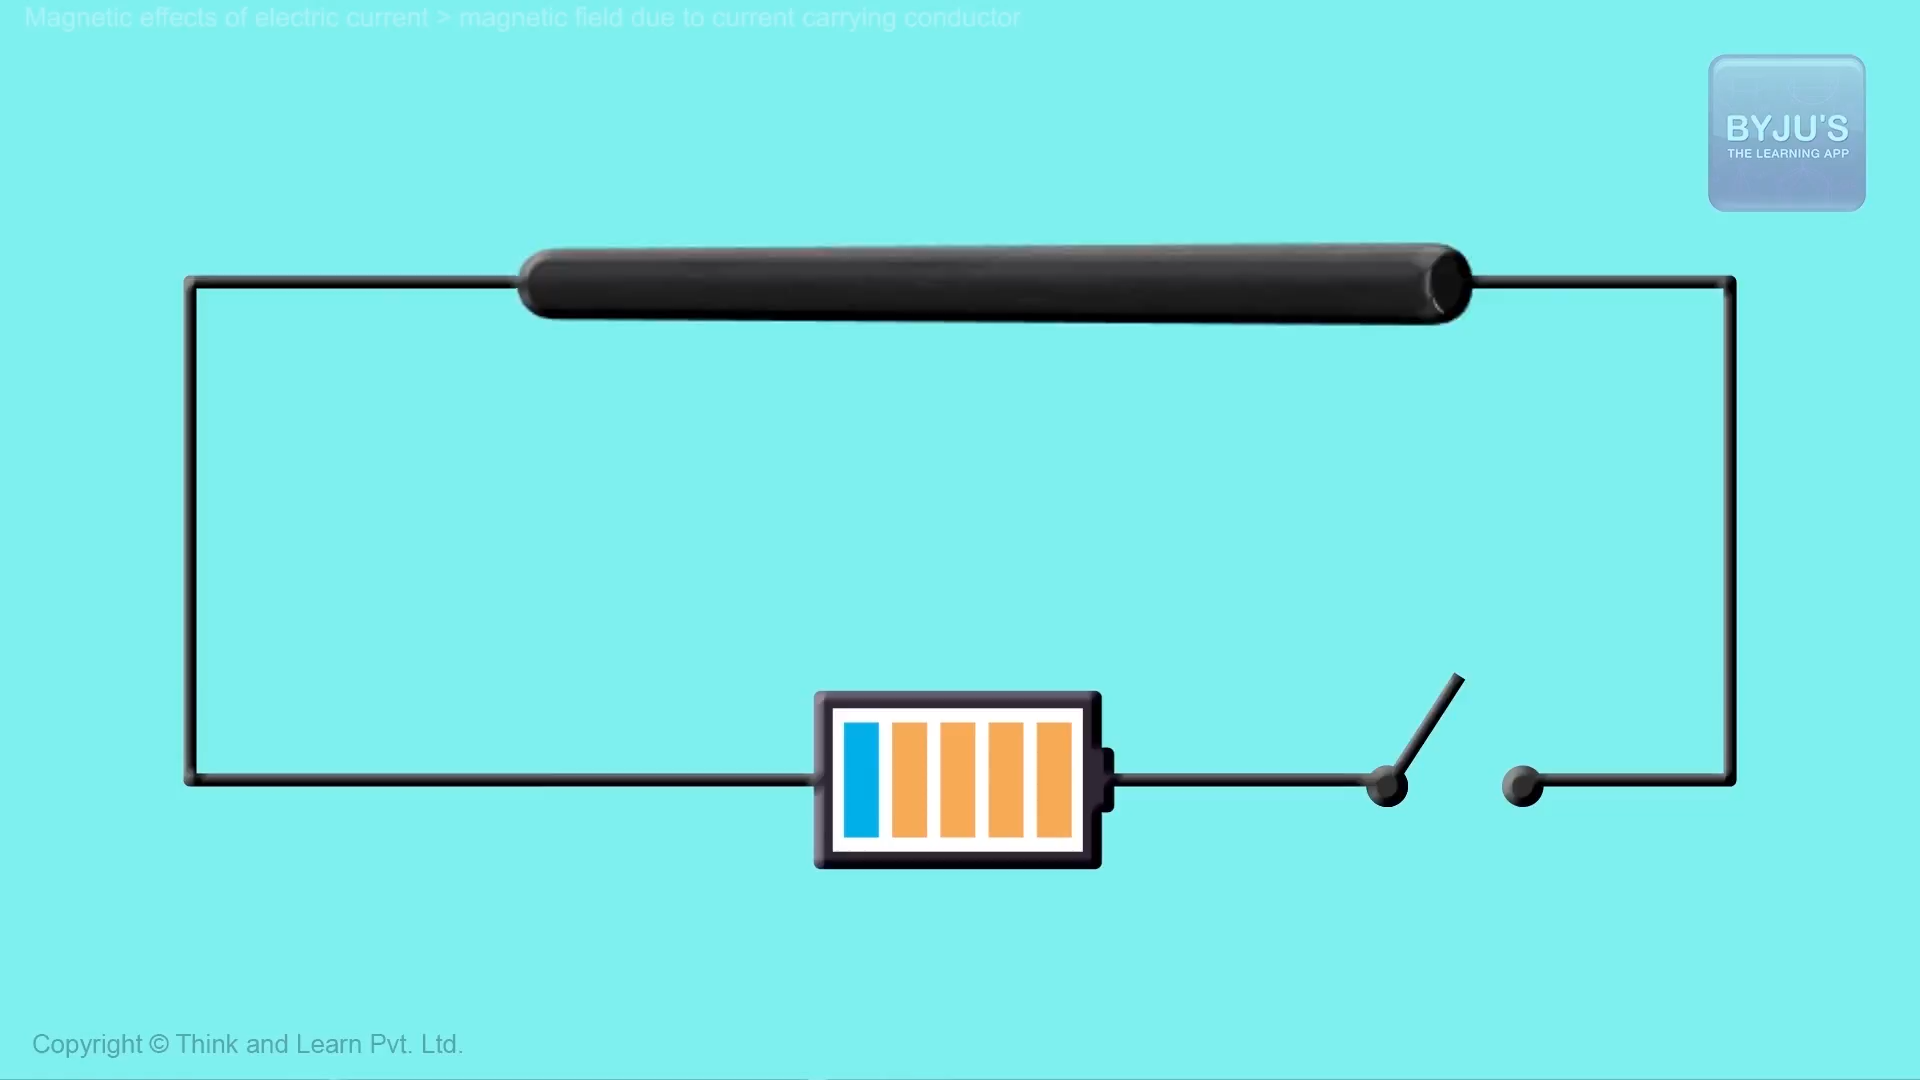 Magnetic effects of electric current > magnetic field due to current carrying conductor
BYJU'S
THE LEARNING APP
Copyright © Think and Learn Pvt. Ltd.